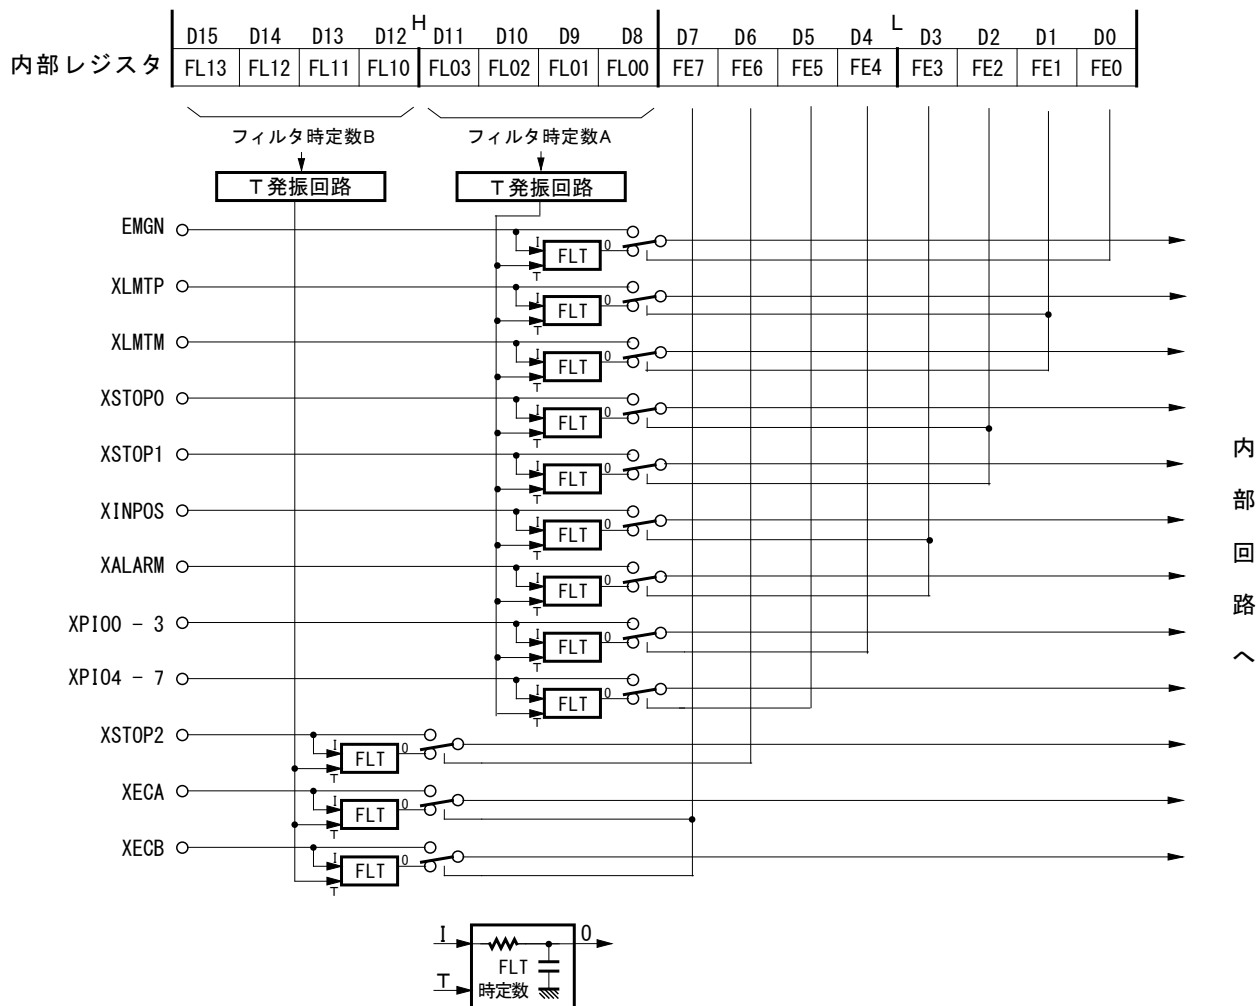 H L
D15 D14 D13 D12 D11 D10 D9 D8 D7 D6 D5 D4 D3 D2 D1 D0
内部レジスタ FL13 FL12 FL11 FL10 FL03 FL02 FL01 FL00 FE7 FE6 FE5 FE4 FE3 FE2 FE1 FE0
フィルタ時定数B フィルタ時定数A
T発振回路 T発振回路
EMGN I T FLT O
XLMTP I T FLT O
XLMTM I T FLT O
XSTOP0 I T FLT O
XSTOP1 I T FLT O
XINPOS I T FLT O
XALARM I T FLT O
XPIO0 - 3 I T FLT O
XPIO4 - 7 I T FLT O
XSTOP2 I T FLT O
XECA I T FLT O
XECB I T FLT O
内部回路へ
I O
FLT
T 時定数